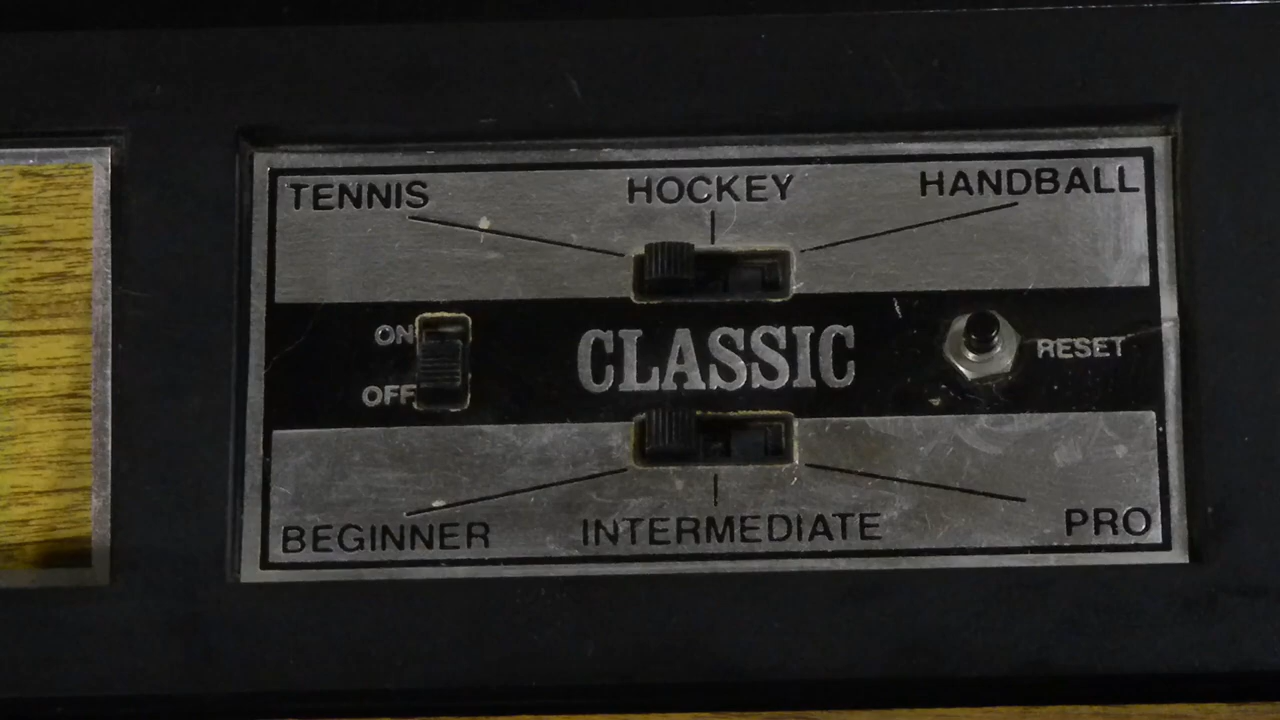 TENNIS HOCKEY HANDBALL
ON
OFF
CLASSIC
RESET
BEGINNER INTERMEDIATE PRO